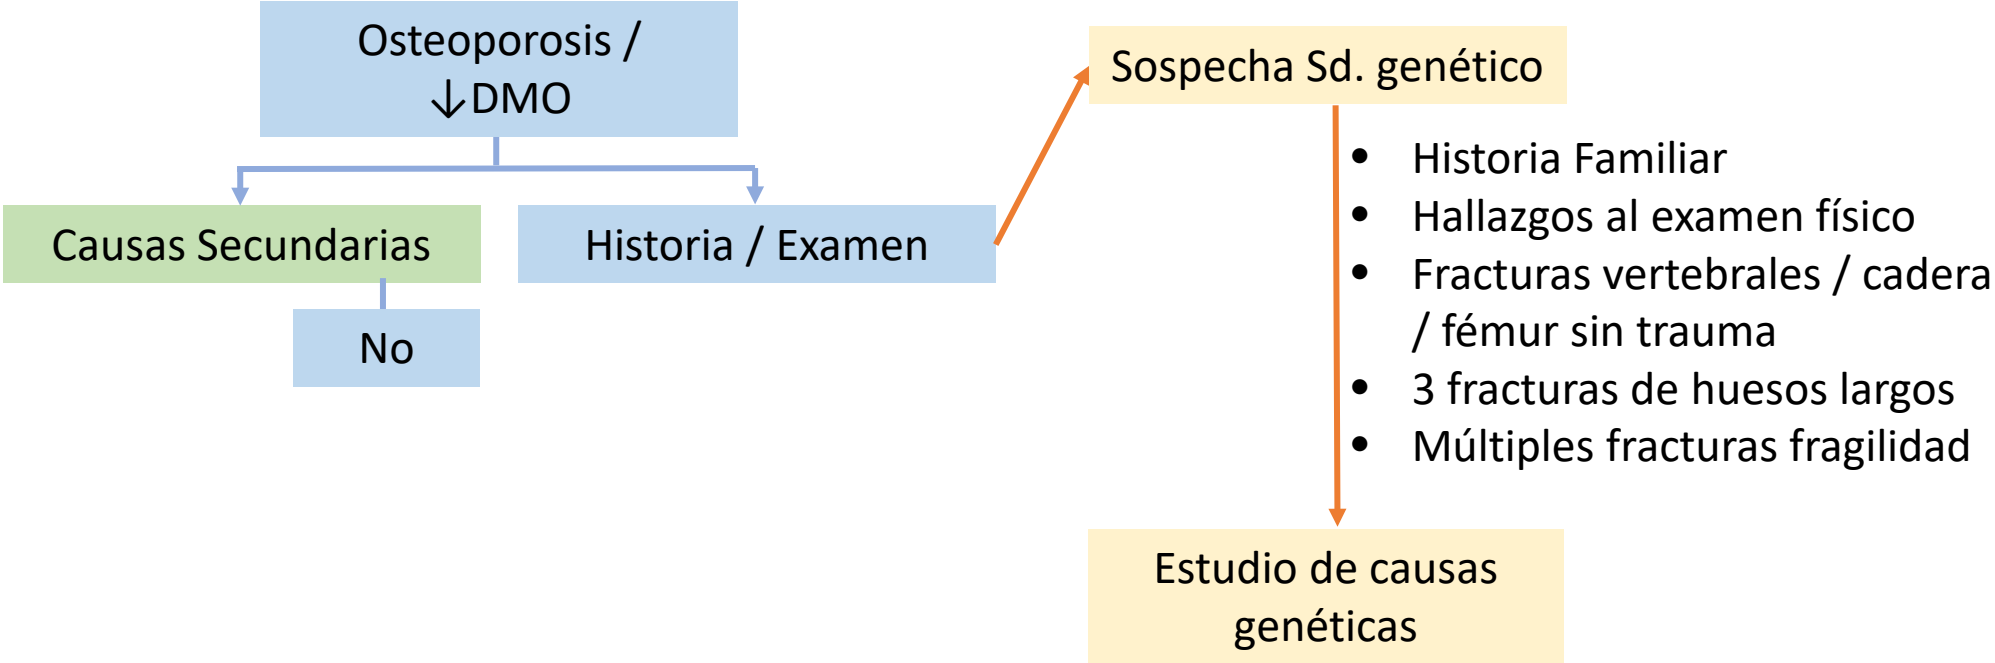 Osteoporosis /
↓DMO
Causas Secundarias
No
Historia / Examen
Sospecha Sd. genético
• Historia Familiar
• Hallazgos al examen físico
• Fracturas vertebrales / cadera
/ fémur sin trauma
• 3 fracturas de huesos largos
• Múltiples fracturas fragilidad
Estudio de causas
genéticas